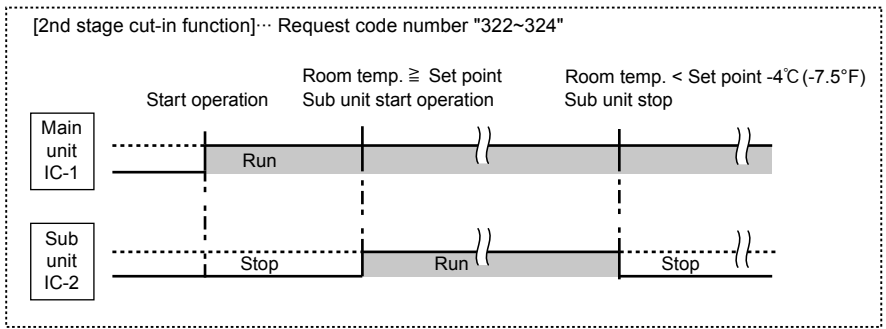 [2nd stage cut-in function]··· Request code number "322~324"
Room temp. ≧ Set point
Room temp. < Set point -4℃ (-7.5°F)
Start operation
Sub unit start operation
Sub unit stop
Main
unit
IC-1
Run
Sub
unit
IC-2
Stop
Run
Stop